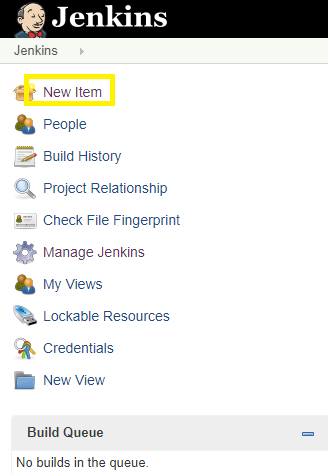 Jenkins
Jenkins
New Item
People
Build History
Project Relationship
Check File Fingerprint
Manage Jenkins
My Views
Lockable Resources
Credentials
New View
Build Queue
No builds in the queue.